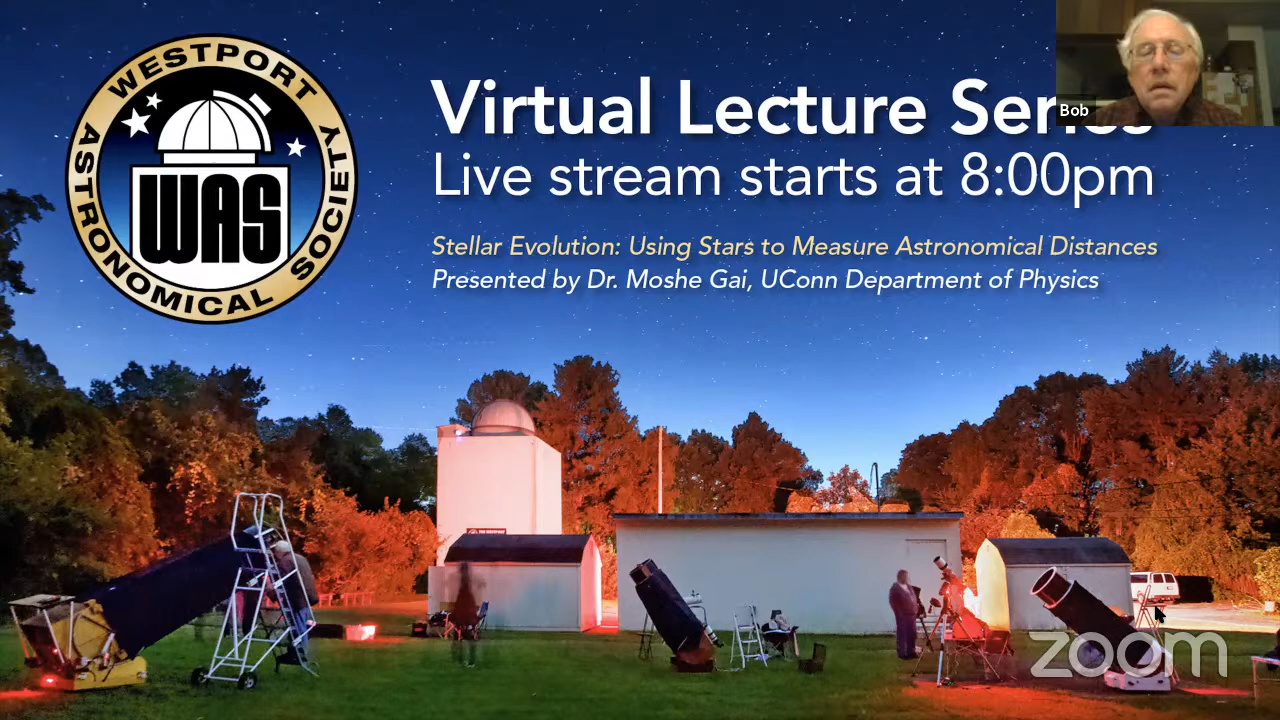 WESTPORT
ASTRONOMICAL SOCIETY
WAS
Virtual Lecture Series
Live stream starts at 8:00pm
Stellar Evolution: Using Stars to Measure Astronomical Distances
Presented by Dr. Moshe Gai, UConn Department of Physics
Bob
zoom